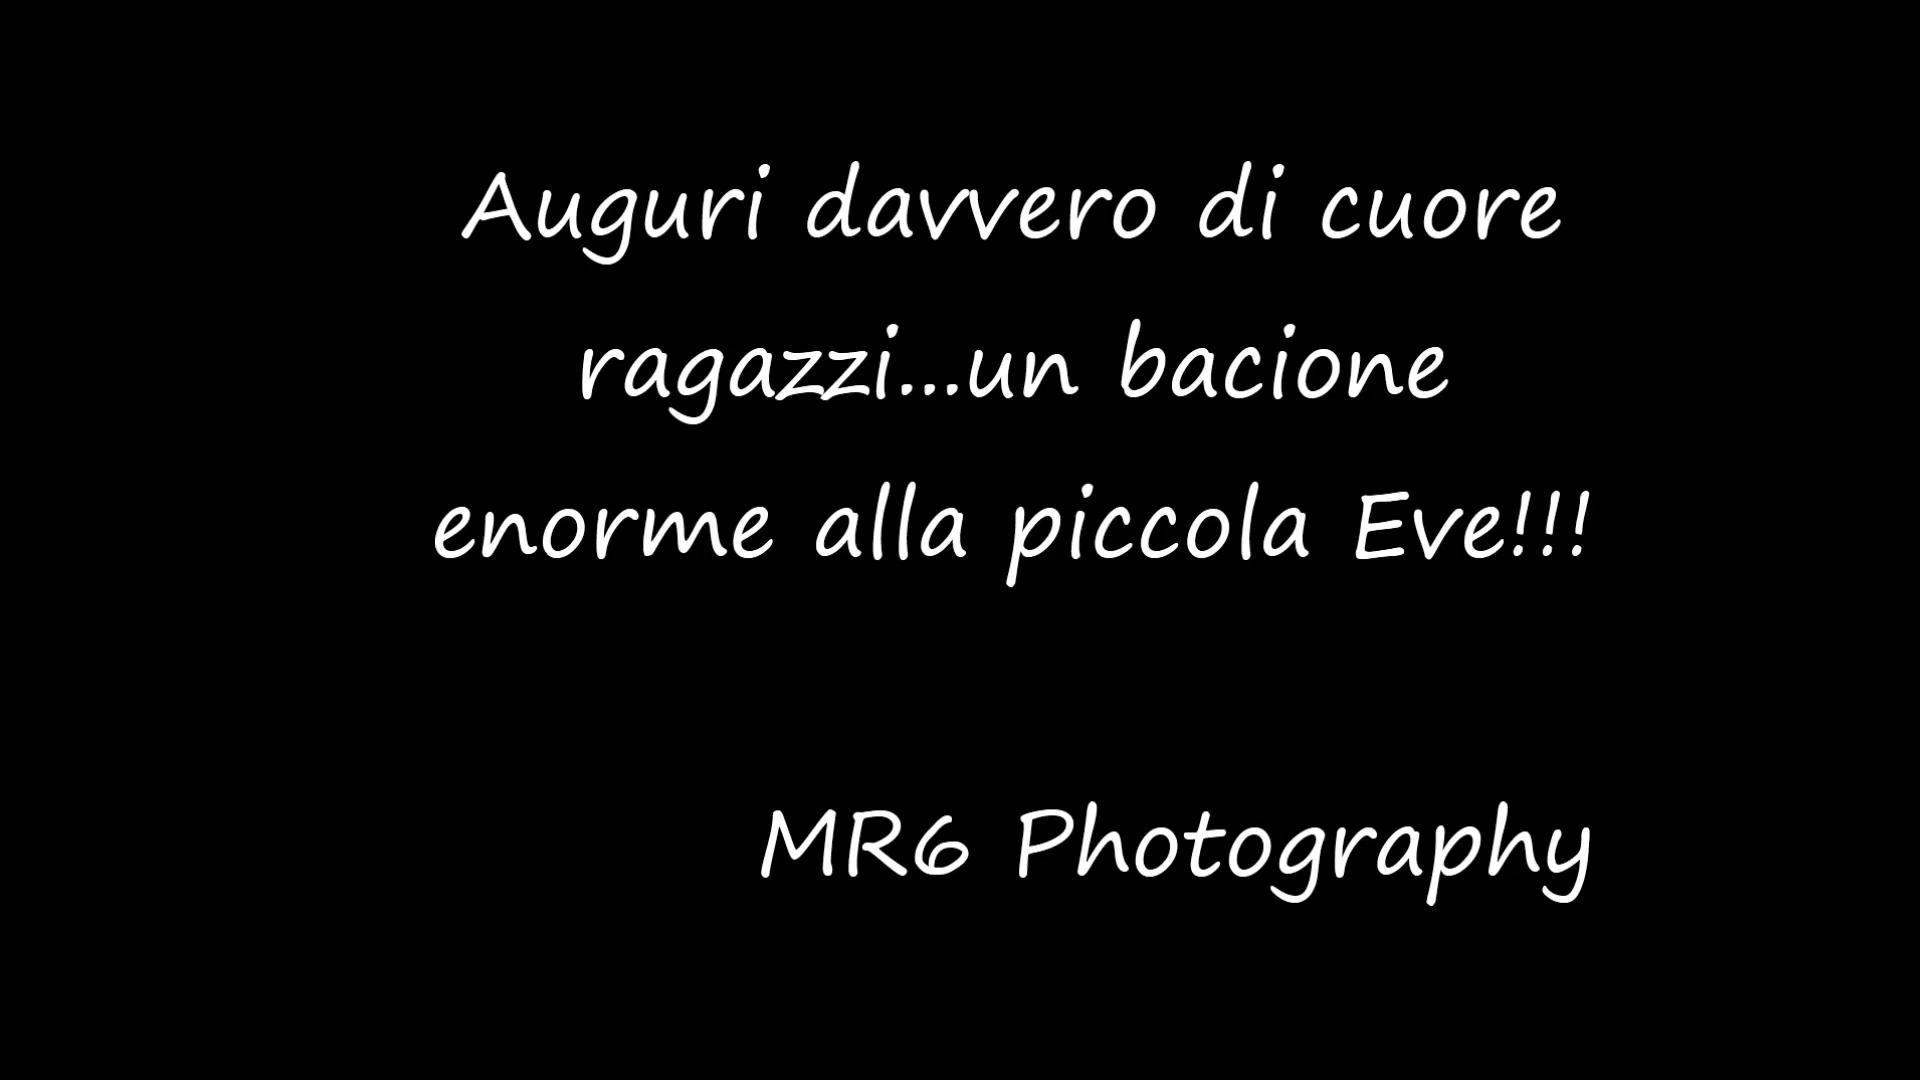 Auguri davvero di cuore
ragazzi...un bacione
enorme alla piccola Eve!!!
MR6 Photography